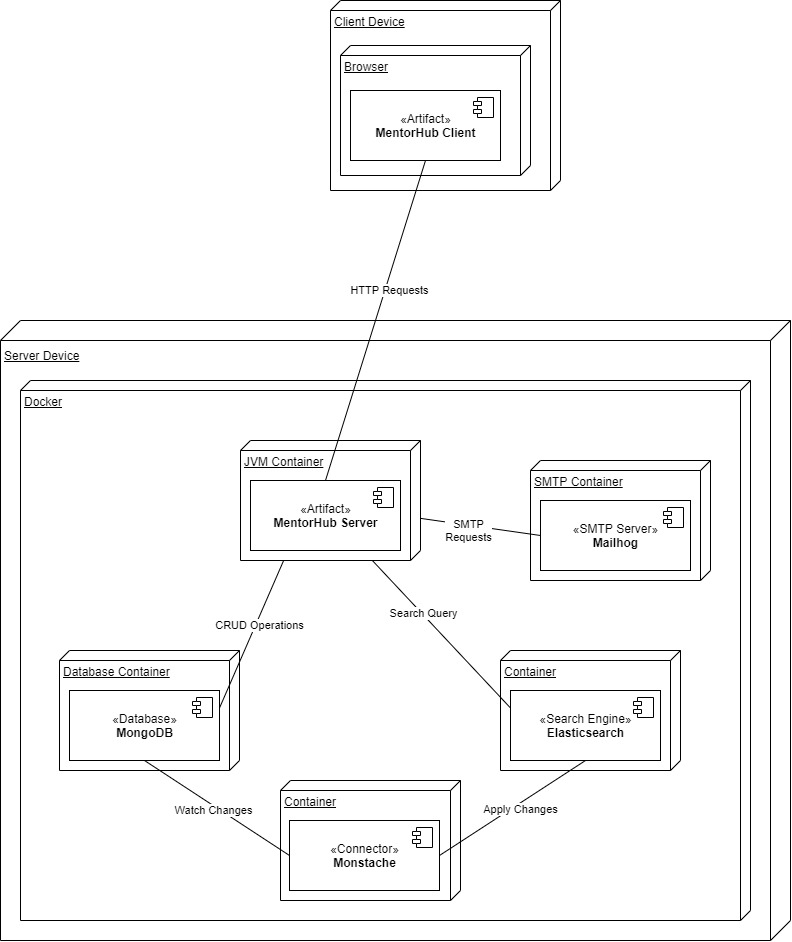 Client Device
Browser
«Artifact»
MentorHub Client
HTTP Requests
Server Device
Docker
JVM Container
«Artifact»
MentorHub Server
SMTP
Requests
SMTP Container
«SMTP Server»
Mailhog
CRUD Operations
Search Query
Database Container
«Database»
MongoDB
Container
«Search Engine»
Elasticsearch
Watch Changes
Apply Changes
Container
«Connector»
Monstache